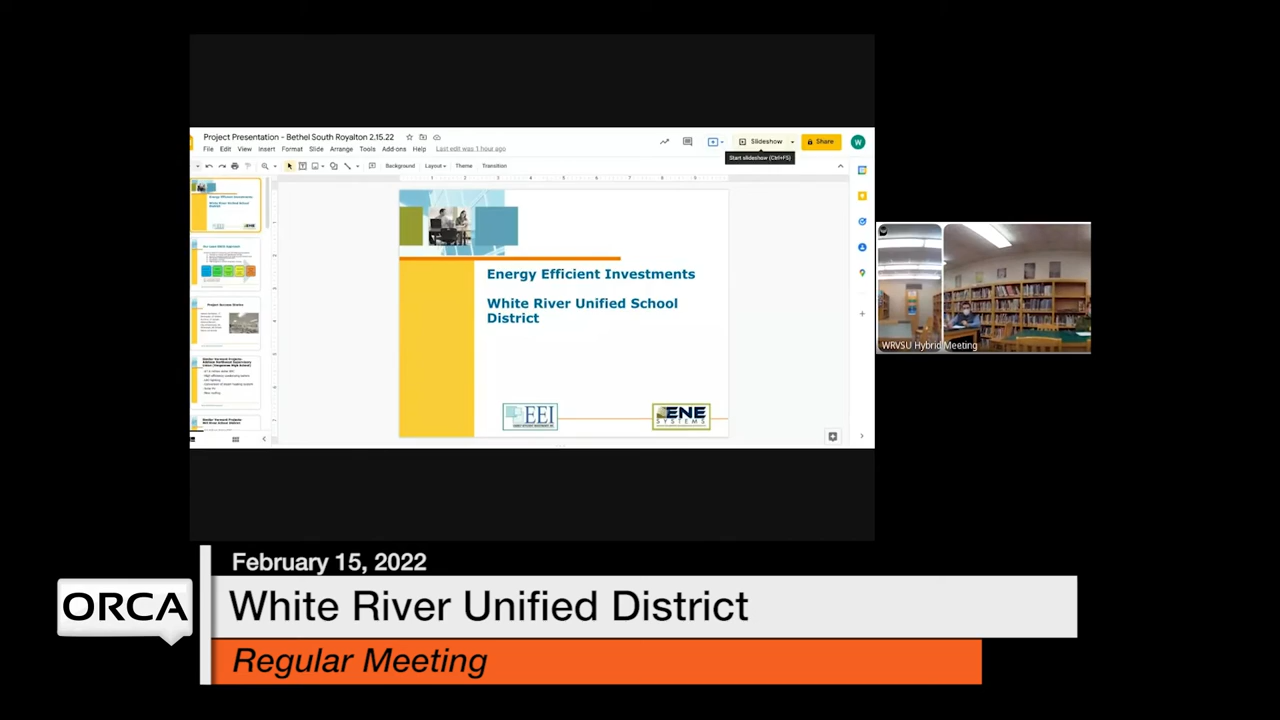 Project Presentation - Bethel South Royalton 2.15.22
File Edit View Insert Format Slide Arrange Tools Add-ons Help Last edit was 1 hour ago
Slideshow
Share
W
Start slideshow (Ctrl+F5)
Background Layout Theme Transition
Energy Efficient Investments
White River Unified School
District
EEI
ENE
SYSTEMS
Project Success Stories
WRVSU Hybrid Meeting
February 15, 2022
ORCA
White River Unified District
Regular Meeting